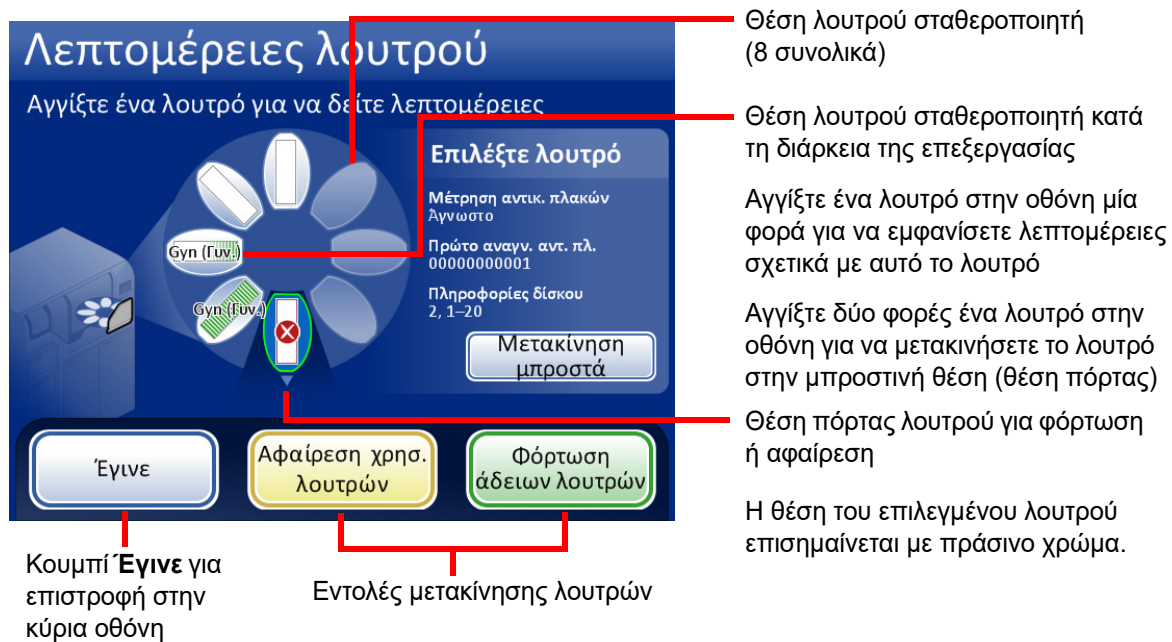 Λεπτομέρειες λουτρού
Αγγίξτε ένα λουτρό για να δείτε λεπτομέρειες
Gyn (Γυν.)
Gyn (Γυν.)
Επιλέξτε λουτρό
Μέτρηση αντικ. πλακών
Άγνωστο
Πρώτο αναγν. αντ. πλ.
00000000001
Πληροφορίες δίσκου
2, 1–20
Μετακίνηση
μπροστά
Έγινε
Αφαίρεση χρησ.
λουτρών
Φόρτωση
άδειων λουτρών
Θέση λουτρού σταθεροποιητή
(8 συνολικά)
Θέση λουτρού σταθεροποιητή κατά
τη διάρκεια της επεξεργασίας
Αγγίξτε ένα λουτρό στην οθόνη μία
φορά για να εμφανίσετε λεπτομέρειες
σχετικά με αυτό το λουτρό
Αγγίξτε δύο φορές ένα λουτρό στην
οθόνη για να μετακινήσετε το λουτρό
στην μπροστινή θέση (θέση πόρτας)
Θέση πόρτας λουτρού για φόρτωση
ή αφαίρεση
Η θέση του επιλεγμένου λουτρού
επισημαίνεται με πράσινο χρώμα.
Κουμπί Έγινε για
επιστροφή στην
κύρια οθόνη
Εντολές μετακίνησης λουτρών